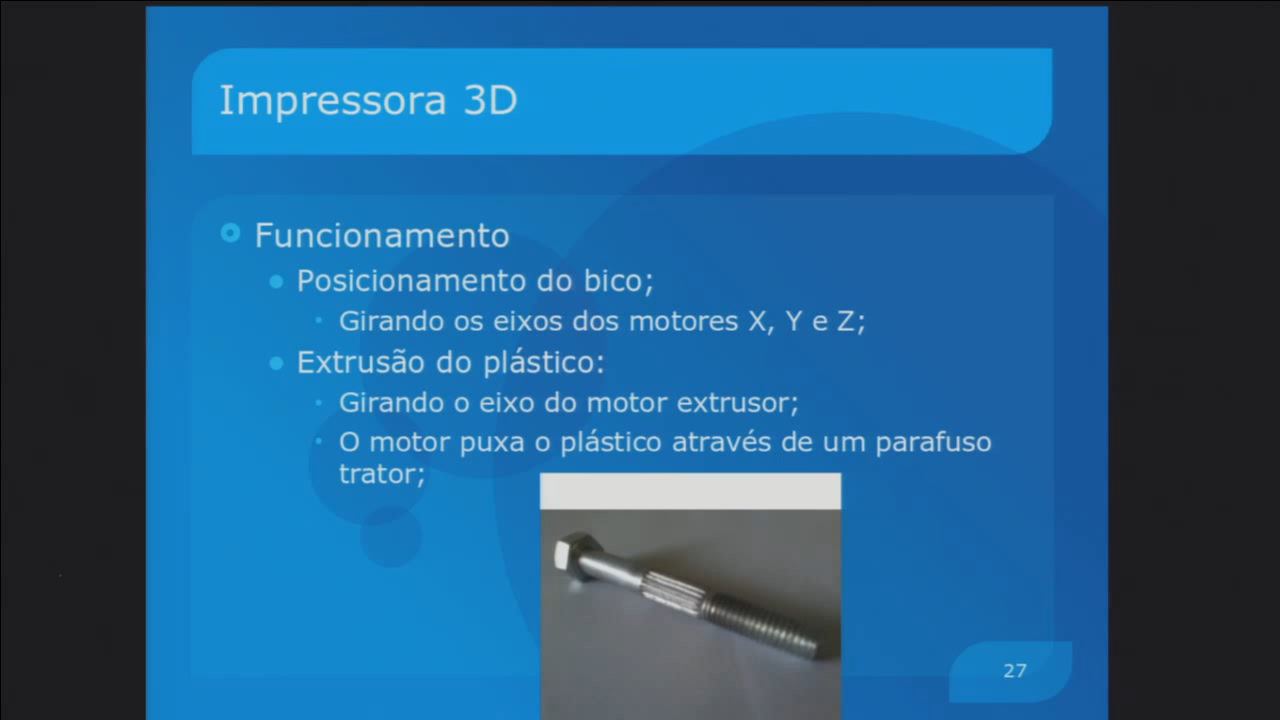 Impressora 3D
Funcionamento
Posicionamento do bico;
Girando os eixos dos motores X, Y e Z;
Extrusão do plástico:
Girando o eixo do motor extrusor;
O motor puxa o plástico através de um parafuso
trator;
27